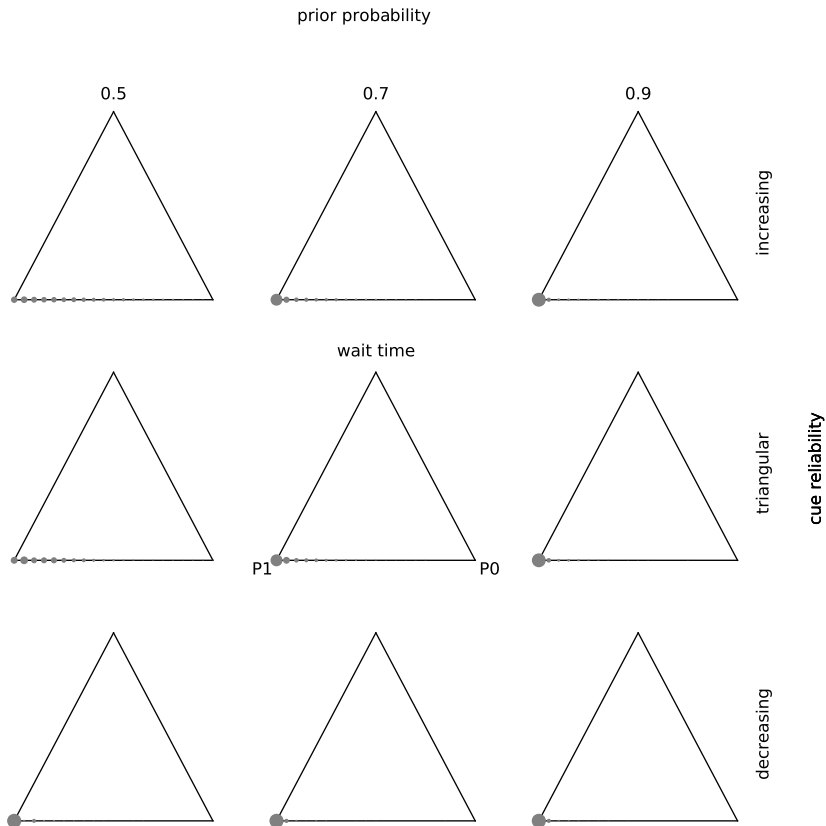 prior probability
0.5
0.7
0.9
increasing
wait time
triangular
cue reliability
P1
P0
decreasing